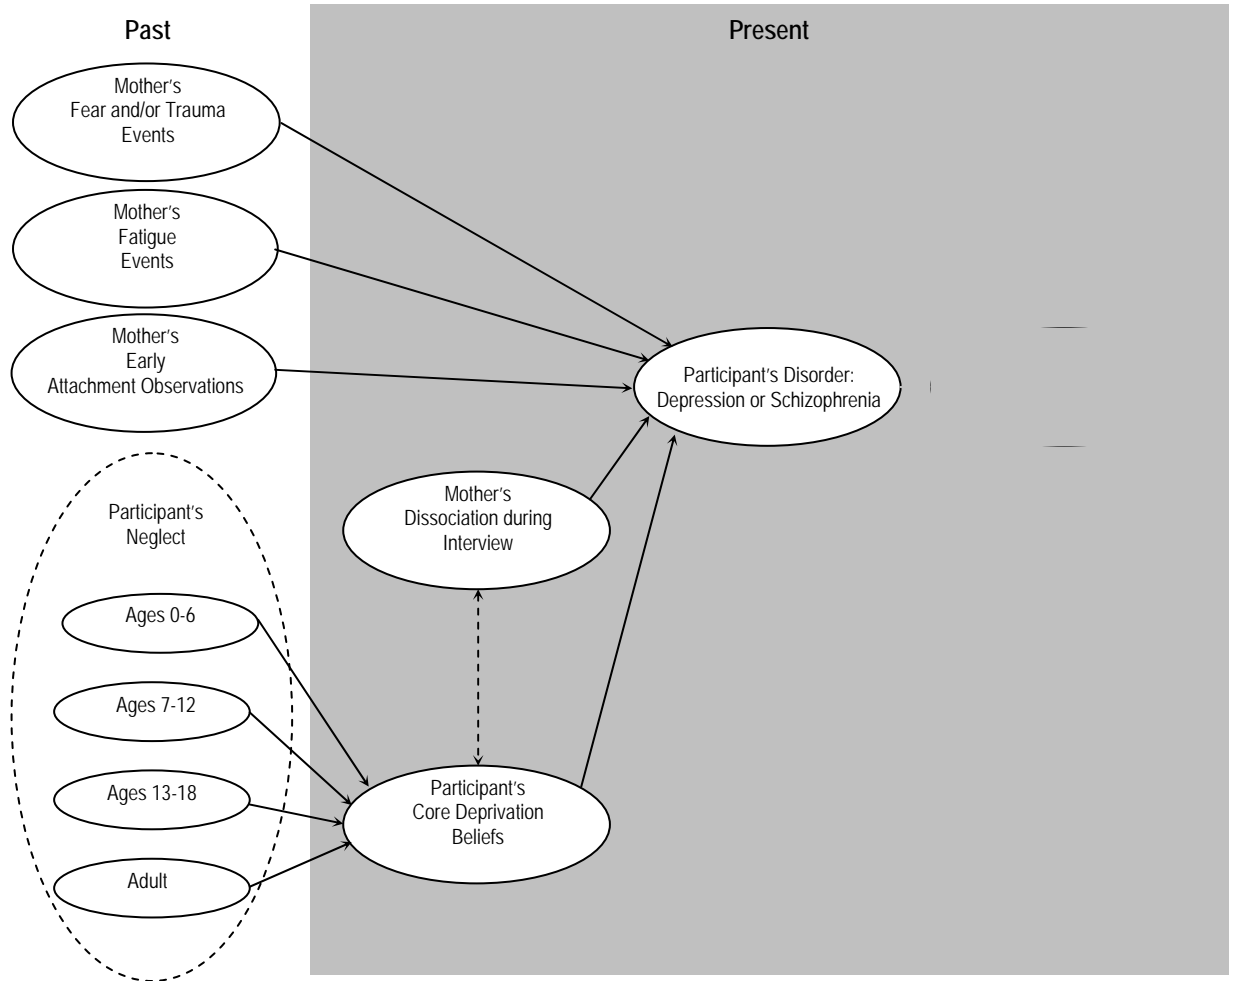 Past
Present
Mother's
Fear and/or Trauma
Events
Mother's
Fatigue
Events
Mother's
Early
Attachment Observations
Participant's Disorder:
Depression or Schizophrenia
Mother's
Dissociation during
Interview
Participant's
Neglect
Ages 0-6
Ages 7-12
Ages 13-18
Adult
Participant's
Core Deprivation
Beliefs